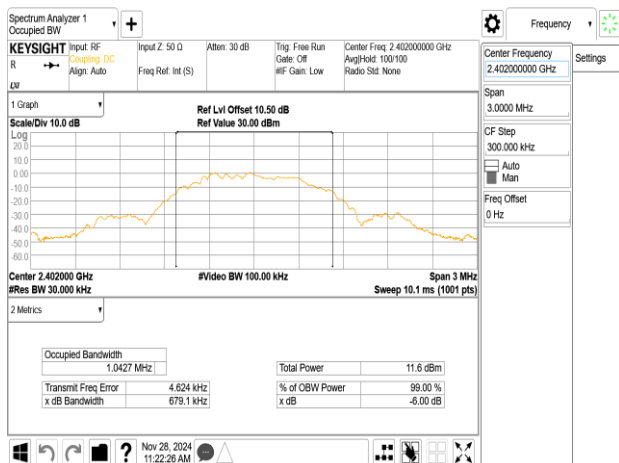 Spectrum Analyzer 1
Occupied BW
+
Frequency
KEYSIGHT
R
LXI
Input: RF
Coupling: DC
Align: Auto
Input Z: 50 Ω
Freq Ref: Int (S)
Atten: 30 dB
Trig: Free Run
Gate: Off
#IF Gain: Low
Center Freq: 2.402000000 GHz
Avg|Hold: 100/100
Radio Std: None
Center Frequency
2.402000000 GHz
Settings
Span
3.0000 MHz
CF Step
300.000 kHz
Auto
Man
Freq Offset
0 Hz
1 Graph
Scale/Div 10.0 dB
Ref Lvl Offset 10.50 dB
Ref Value 30.00 dBm
Log
20.0
10.0
0.00
-10.0
-20.0
-30.0
-40.0
-50.0
-60.0
Center 2.402000 GHz
#Res BW 30.000 kHz
#Video BW 100.00 kHz
Span 3 MHz
Sweep 10.1 ms (1001 pts)
2 Metrics
Occupied Bandwidth
1.0427 MHz
Total Power 11.6 dBm
Transmit Freq Error 4.624 kHz
% of OBW Power 99.00 %
x dB Bandwidth 679.1 kHz
x dB -6.00 dB
?
Nov 28, 2024
11:22:26 AM